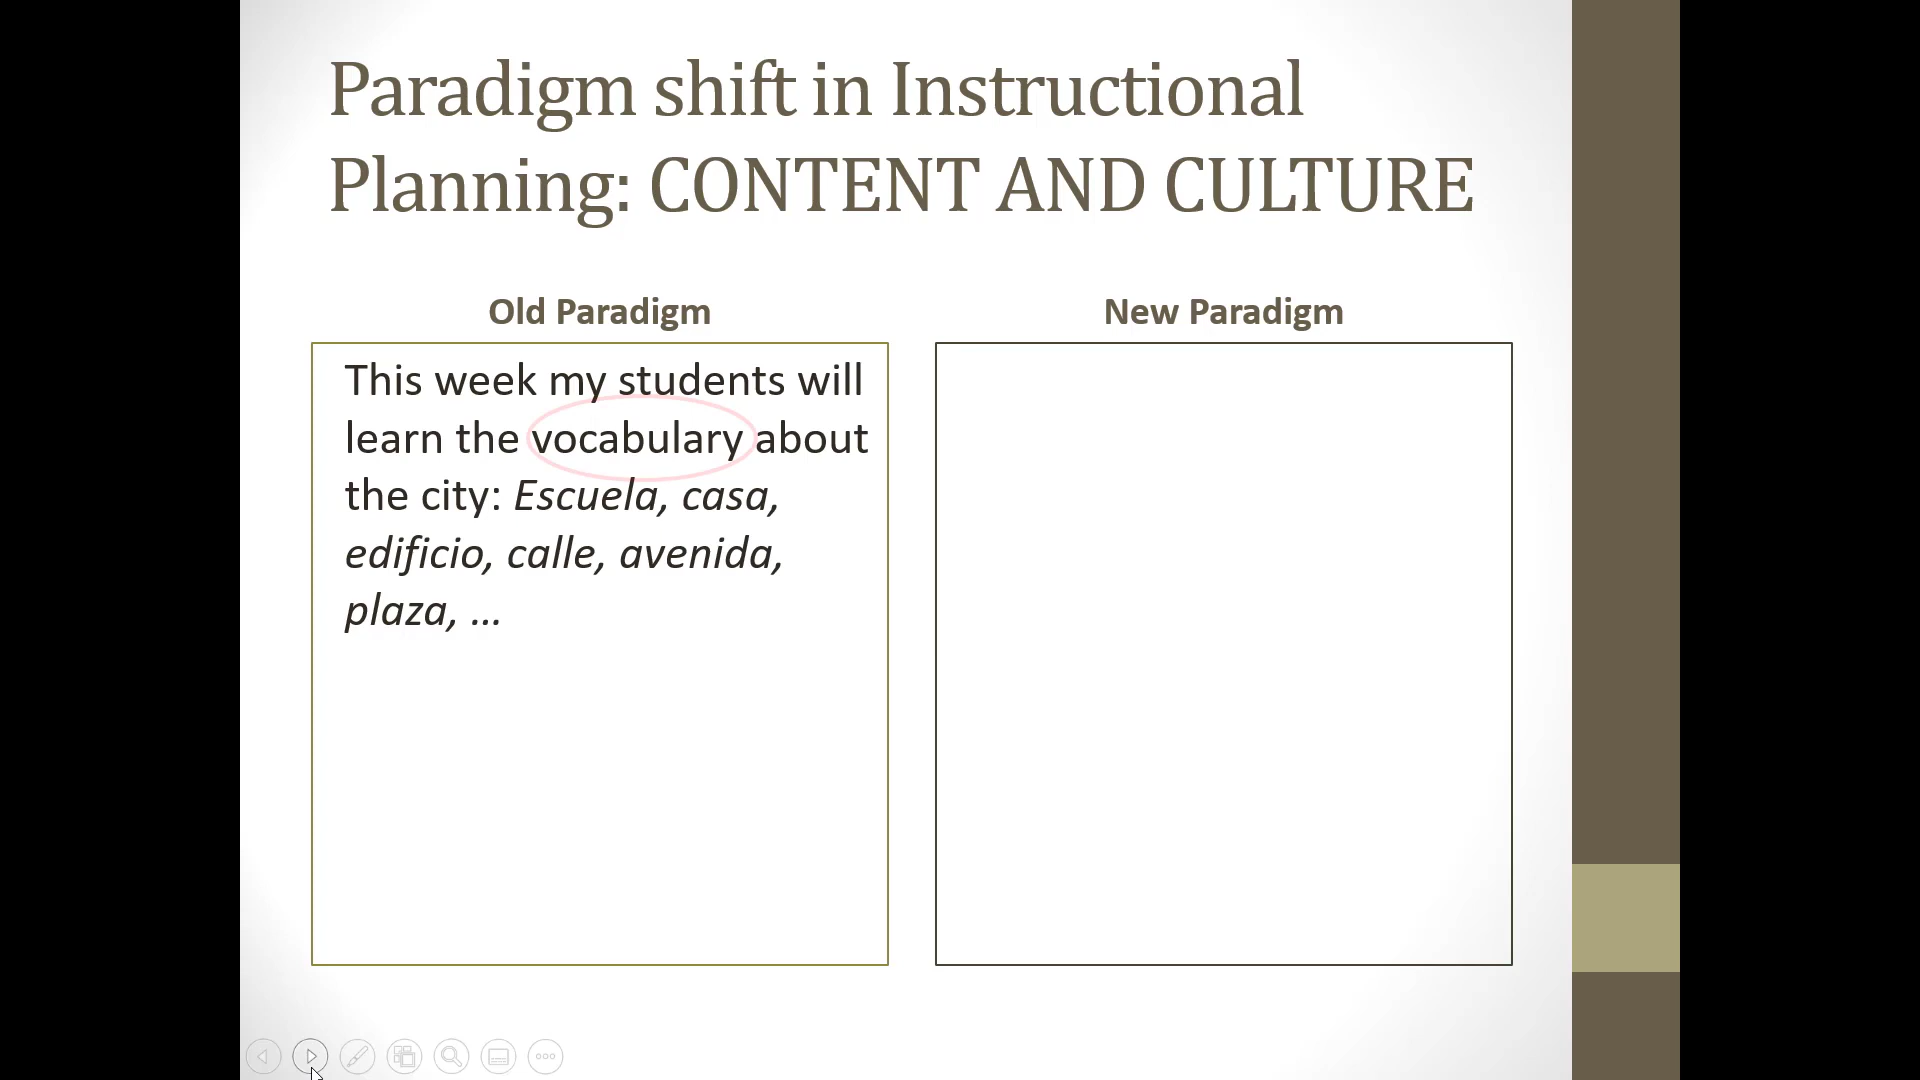 Paradigm shift in Instructional
Planning: CONTENT AND CULTURE
Old Paradigm
This week my students will
learn the vocabulary about
the city: Escuela, casa,
edificio, calle, avenida,
plaza, ...
New Paradigm